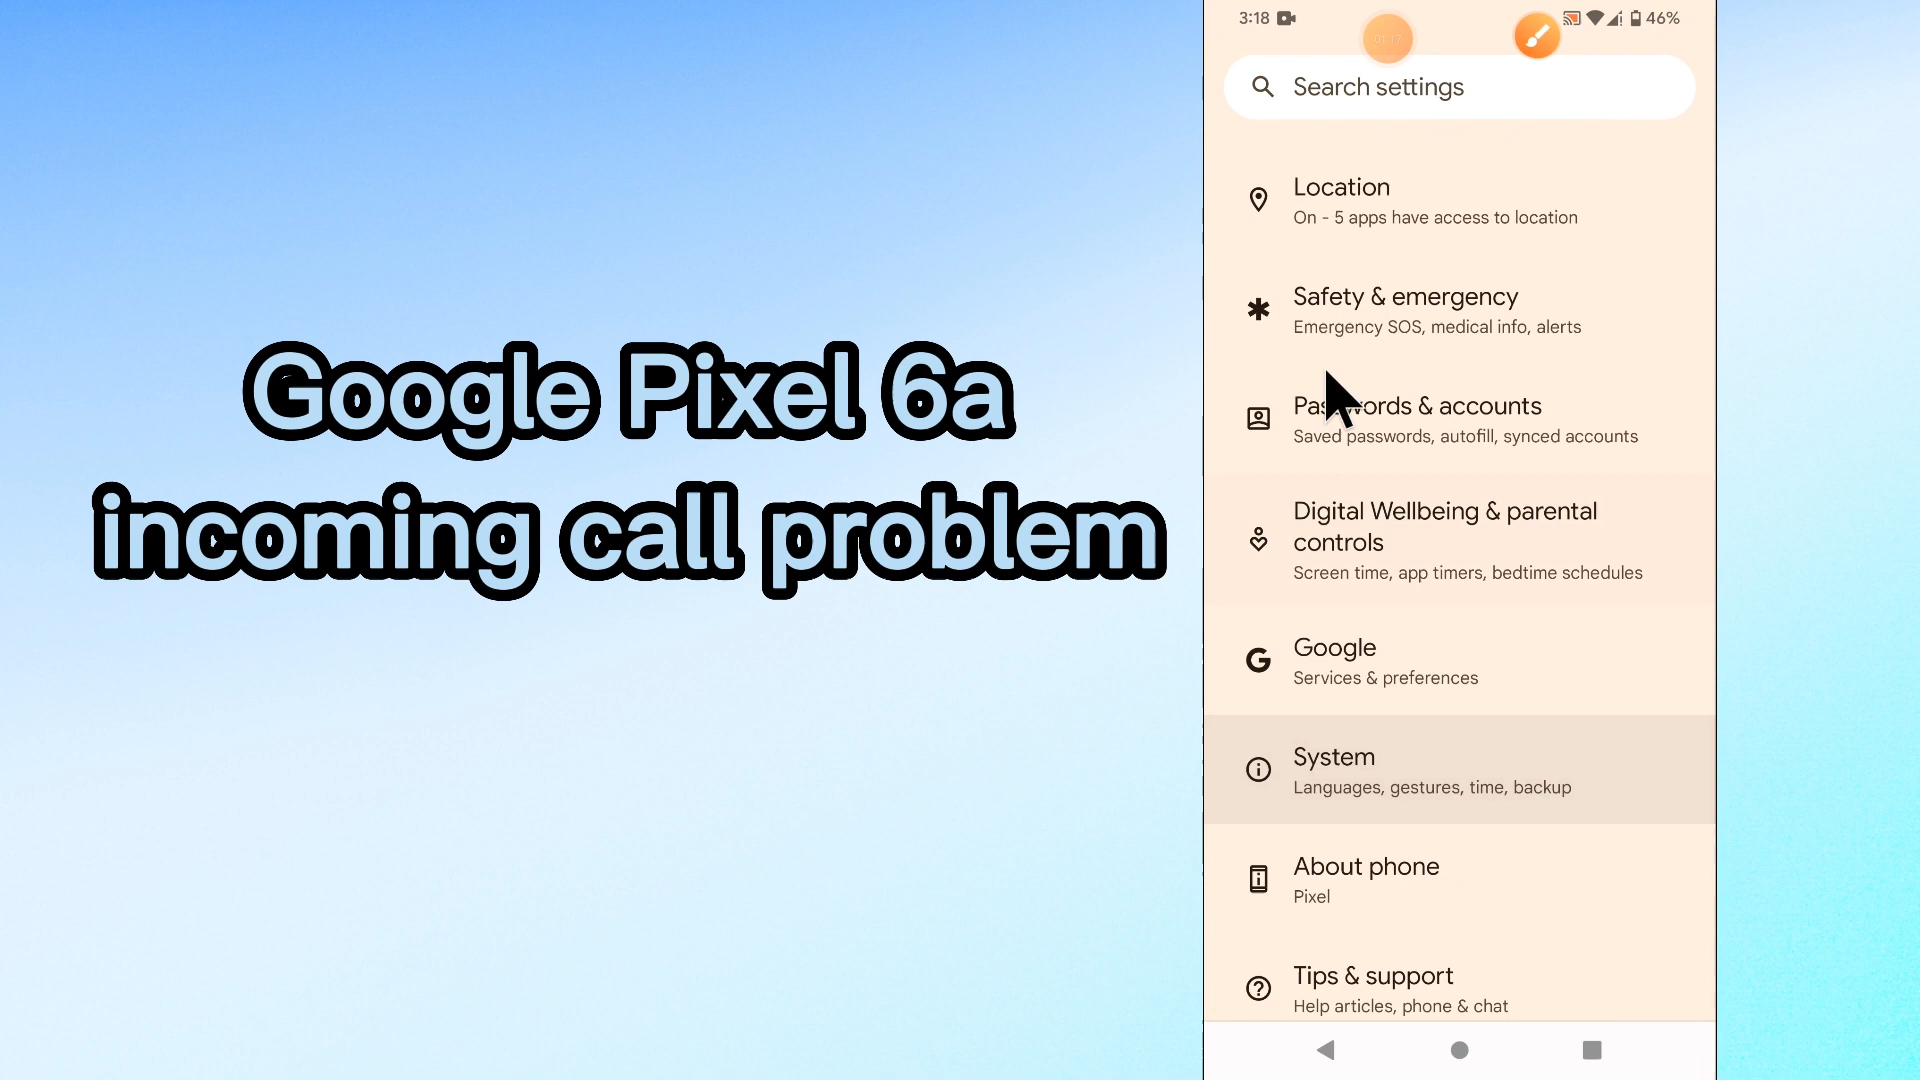 Google Pixel 6a
incoming call problem
3:18
46%
01:17
Search settings
Location
On - 5 apps have access to location
Safety & emergency
Emergency SOS, medical info, alerts
& accounts
Saved passwords, autofill, synced accounts
Digital Wellbeing & parental
controls
Screen time, app timers, bedtime schedules
Google
Services & preferences
System
Languages, gestures, time, backup
About phone
Pixel
Tips & support
Help articles, phone & chat